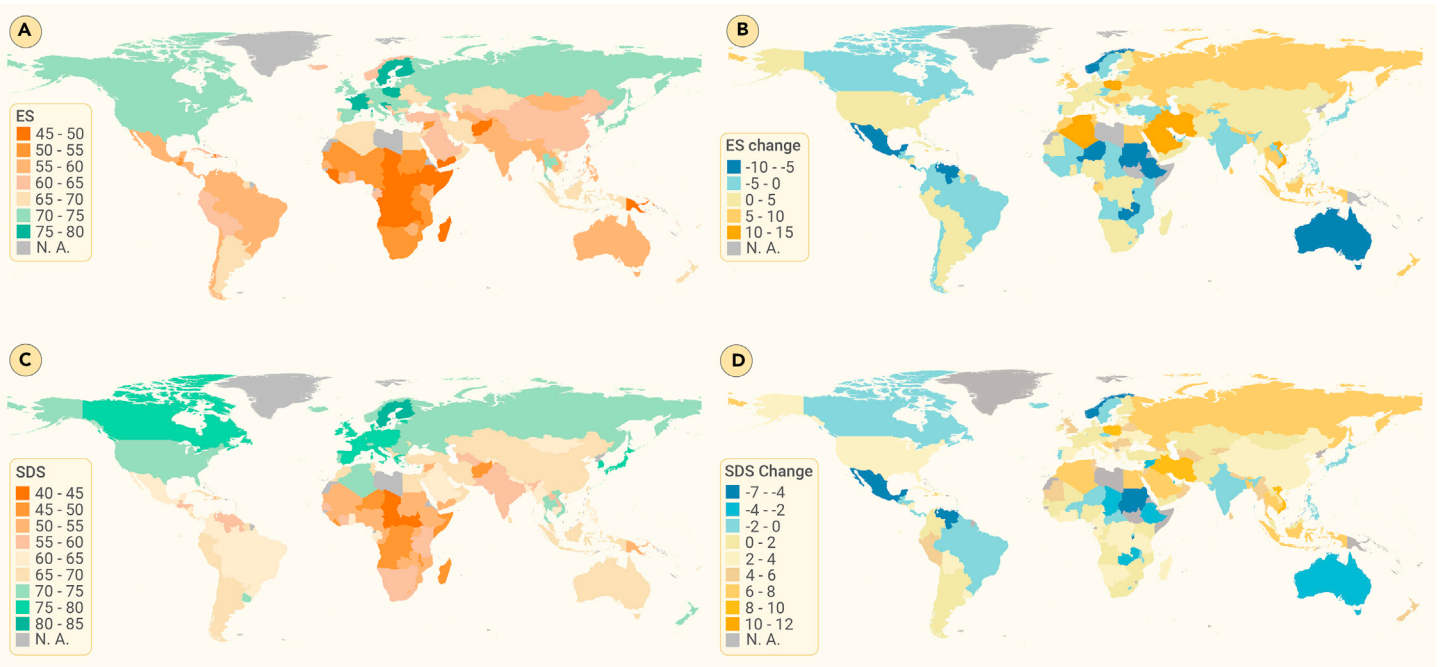 A
ES
45 - 50
50 - 55
55 - 60
60 - 65
65 - 70
70 - 75
75 - 80
N. A.
B
ES change
-10 - -5
-5 - 0
0 - 5
5 - 10
10 - 15
N. A.
C
SDS
40 - 45
45 - 50
50 - 55
55 - 60
60 - 65
65 - 70
70 - 75
75 - 80
80 - 85
N. A.
D
SDS Change
-7 - -4
-4 - -2
-2 - 0
0 - 2
2 - 4
4 - 6
6 - 8
8 - 10
10 - 12
N. A.